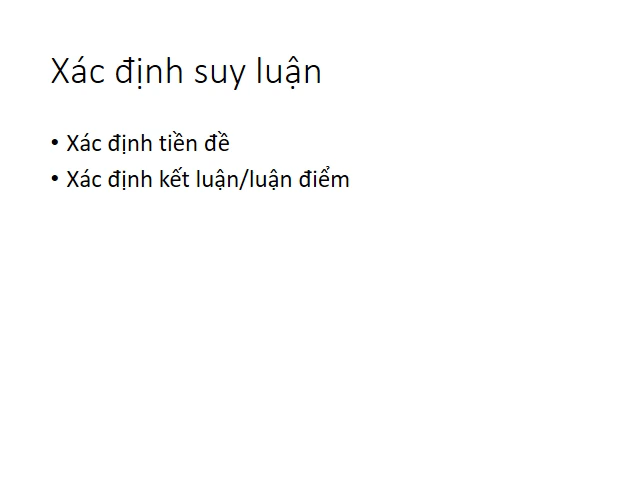 Xác định suy luận
• Xác định tiền đề
• Xác định kết luận/luận điểm